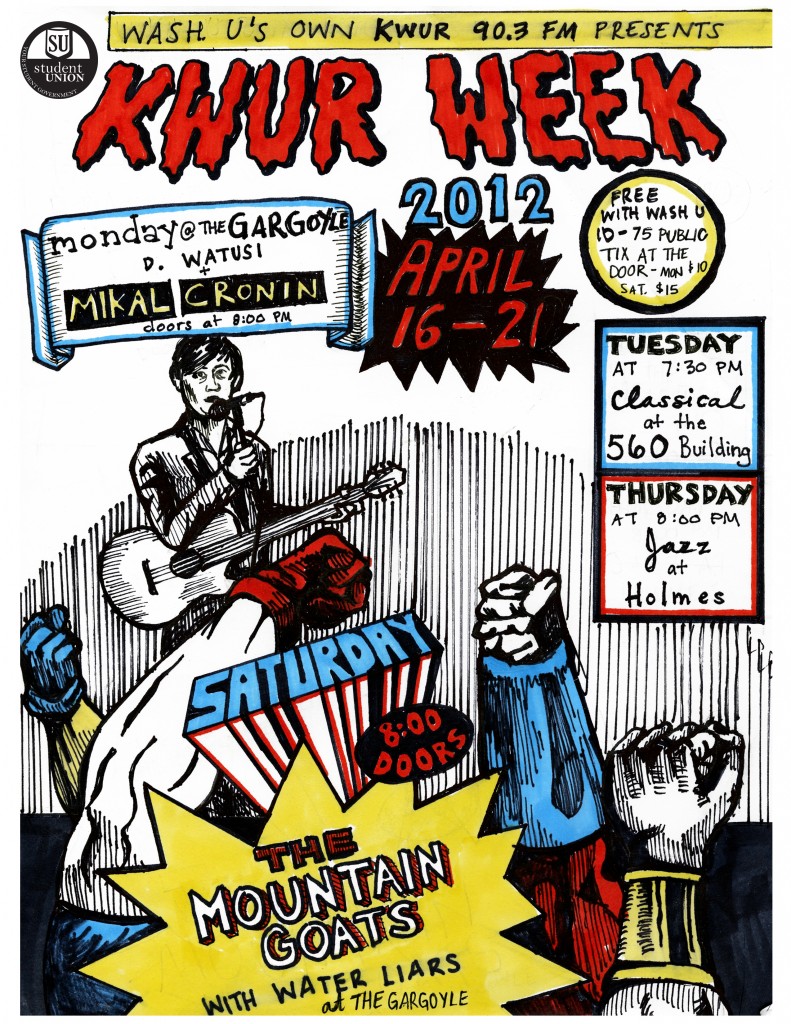 WASH. U'S OWN KWUR 90.3 FM PRESENTS
SU
student
UNION
YOUR STUDENT GOVERNMENT
KWUR WEEK
2012
APRIL
16-21
monday @ THE GARGOYLE
D. WATUSI
+
MIKAL CRONIN
doors at 8:00 PM
FREE
WITH WASH U
ID - 75 PUBLIC
TIX AT THE
DOOR - MON $10
SAT. $15
TUESDAY
AT 7:30 PM
Classical
at the
560 Building
THURSDAY
AT 8:00 PM
Jazz
at
Holmes
SATURDAY
8:00
DOORS
THE
MOUNTAIN
GOATS
WITH WATER LIARS
at THE GARGOYLE